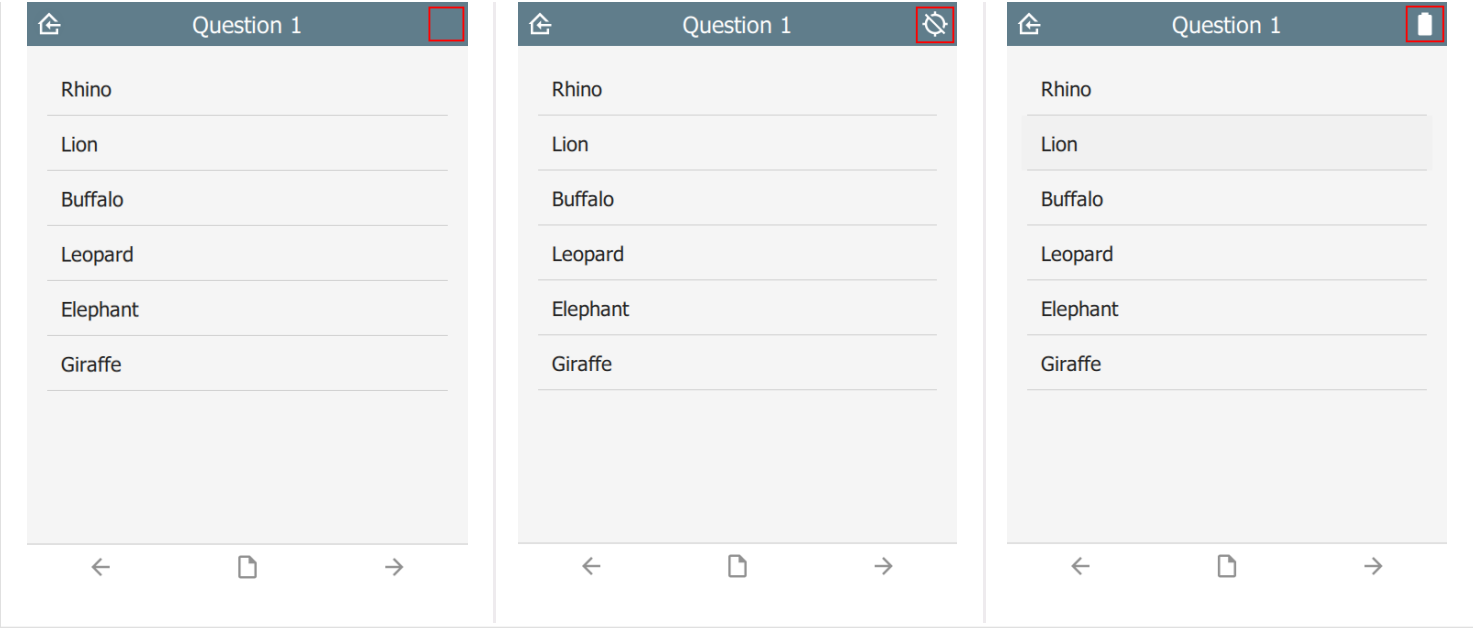 Question 1
Rhino
Lion
Buffalo
Leopard
Elephant
Giraffe
Question 1
Rhino
Lion
Buffalo
Leopard
Elephant
Giraffe
Question 1
Rhino
Lion
Buffalo
Leopard
Elephant
Giraffe